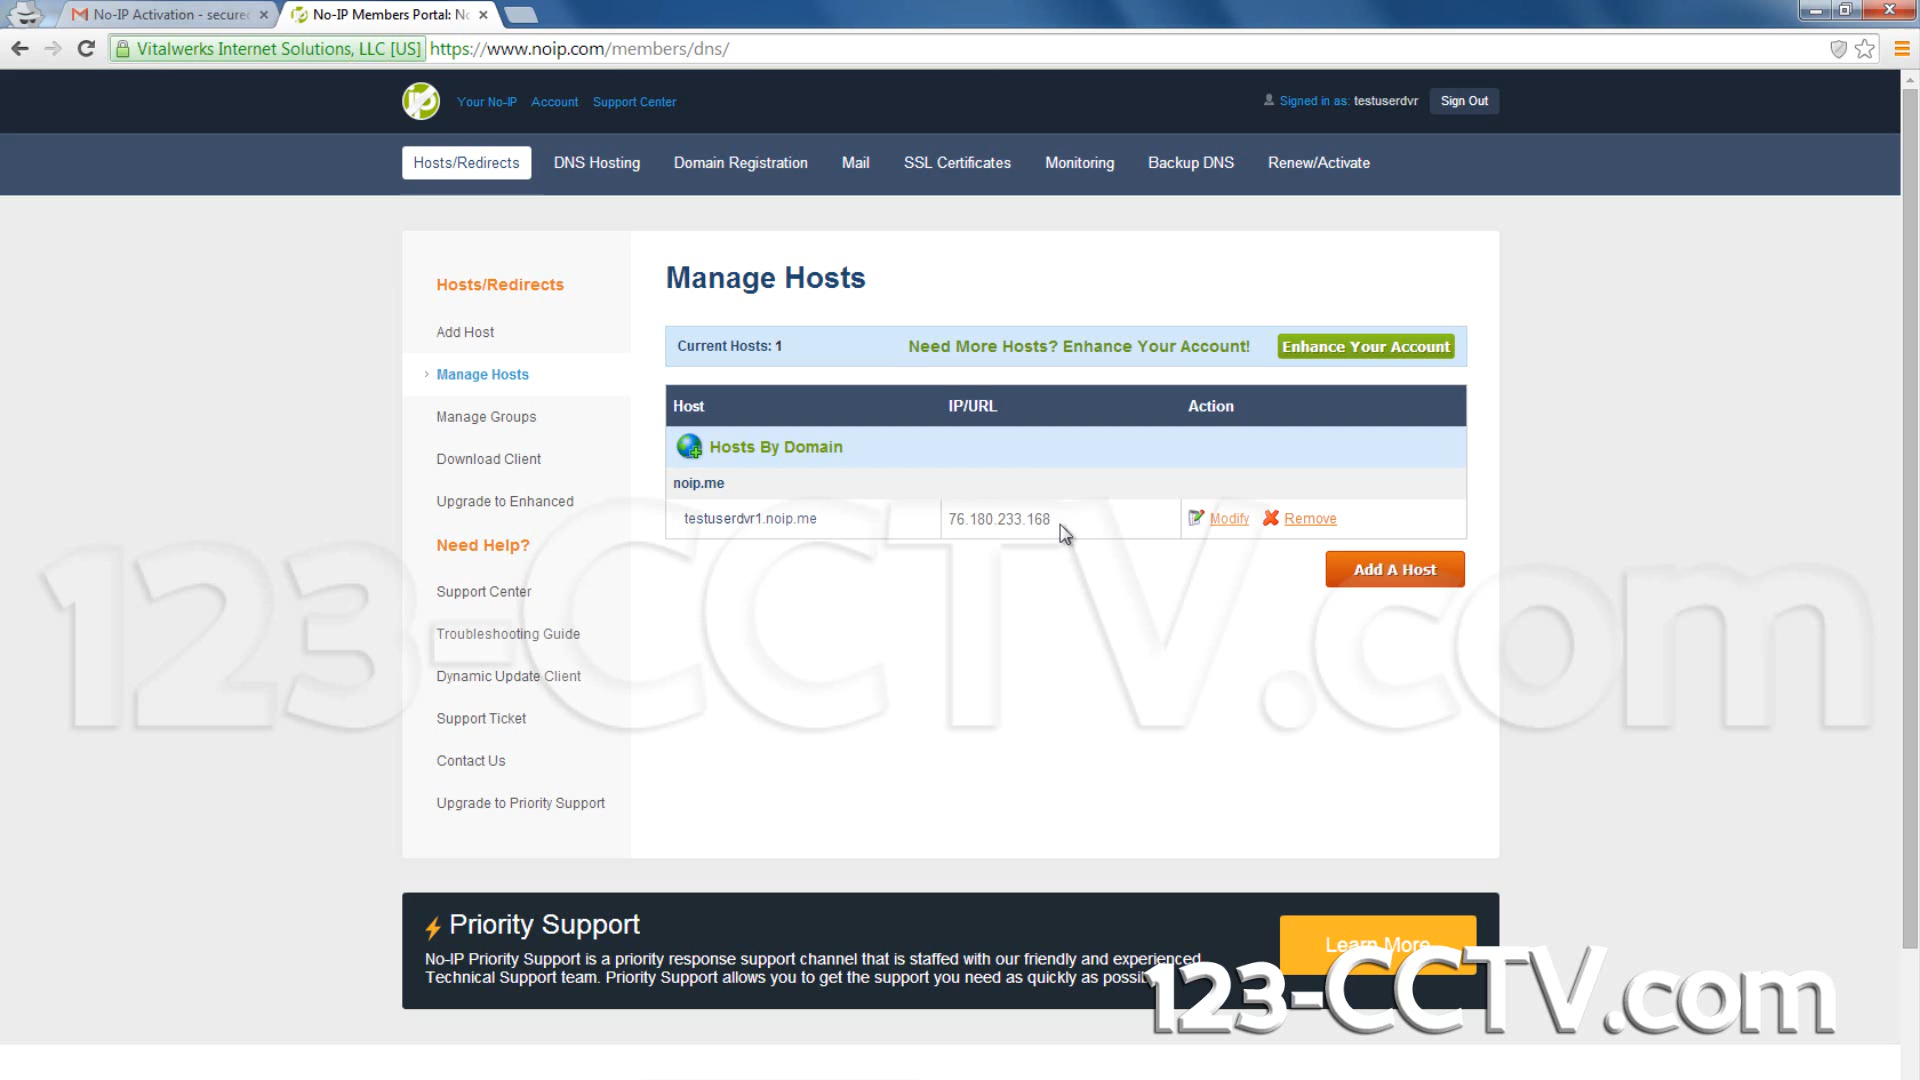 No-IP Activation - secure
No-IP Members Portal: No
Vitalwerks Internet Solutions, LLC [US]
https://www.noip.com/members/dns/
Your No-IP
Account
Support Center
Signed in as: testuserdvr
Sign Out
Hosts/Redirects
DNS Hosting
Domain Registration
Mail
SSL Certificates
Monitoring
Backup DNS
Renew/Activate
Hosts/Redirects
Add Host
Manage Hosts
Manage Groups
Download Client
Upgrade to Enhanced
Need Help?
Support Center
Troubleshooting Guide
Dynamic Update Client
Support Ticket
Contact Us
Upgrade to Priority Support
Manage Hosts
Current Hosts: 1
Need More Hosts? Enhance Your Account!
Enhance Your Account
Host
IP/URL
Action
Hosts By Domain
noip.me
testuserdvr1.noip.me
76.180.233.168
Modify
Remove
Add A Host
123-CCTV.com
Priority Support
No-IP Priority Support is a priority response support channel that is staffed with our friendly and experienced
Technical Support team. Priority Support allows you to get the support you need as quickly as
Learn More
123-CCTV.com